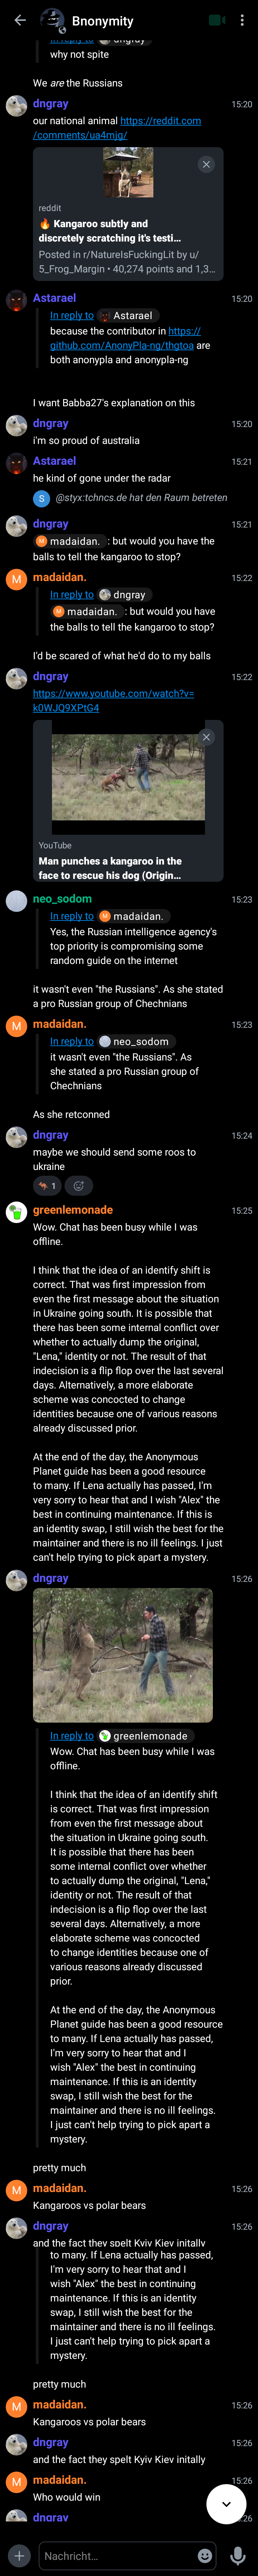 Bnonymity
In reply to dngray
why not spite
We are the Russians
dngray 15:20
our national animal https://reddit.com
/comments/ua4mjg/
reddit
🔥 Kangaroo subtly and
discretely scratching it's testi...
Posted in r/NatureIsFuckingLit by u/
5_Frog_Margin • 40,274 points and 1,3...
Astarael 15:20
In reply to Astarael
because the contributor in https://
github.com/AnonyPla-ng/thgtoa are
both anonypla and anonypla-ng
I want Babba27's explanation on this
dngray 15:20
i'm so proud of australia
Astarael 15:21
he kind of gone under the radar
S @styx:tchncs.de hat den Raum betreten
dngray 15:21
M madaidan. : but would you have the
balls to tell the kangaroo to stop?
M madaidan. 15:22
In reply to dngray
M madaidan. : but would you have
the balls to tell the kangaroo to stop?
I'd be scared of what he'd do to my balls
dngray 15:22
https://www.youtube.com/watch?v=
k0WJQ9XPtG4
YouTube
Man punches a kangaroo in the
face to rescue his dog (Origin...
neo_sodom 15:23
In reply to M madaidan.
Yes, the Russian intelligence agency's
top priority is compromising some
random guide on the internet
it wasn't even "the Russians". As she stated
a pro Russian group of Chechnians
M madaidan. 15:23
In reply to neo_sodom
it wasn't even "the Russians". As
she stated a pro Russian group of
Chechnians
As she retconned
dngray 15:24
maybe we should send some roos to
ukraine
🦘 1
greenlemonade 15:25
Wow. Chat has been busy while I was
offline.
I think that the idea of an identify shift is
correct. That was first impression from
even the first message about the situation
in Ukraine going south. It is possible that
there has been some internal conflict over
whether to actually dump the original,
"Lena," identity or not. The result of that
indecision is a flip flop over the last several
days. Alternatively, a more elaborate
scheme was concocted to change
identities because one of various reasons
already discussed prior.
At the end of the day, the Anonymous
Planet guide has been a good resource
to many. If Lena actually has passed, I'm
very sorry to hear that and I wish "Alex" the
best in continuing maintenance. If this is
an identity swap, I still wish the best for the
maintainer and there is no ill feelings. I just
can't help trying to pick apart a mystery.
dngray 15:26
In reply to greenlemonade
Wow. Chat has been busy while I was
offline.
I think that the idea of an identify shift
is correct. That was first impression
from even the first message about
the situation in Ukraine going south.
It is possible that there has been
some internal conflict over whether
to actually dump the original, "Lena,"
identity or not. The result of that
indecision is a flip flop over the last
several days. Alternatively, a more
elaborate scheme was concocted
to change identities because one of
various reasons already discussed
prior.
At the end of the day, the Anonymous
Planet guide has been a good resource
to many. If Lena actually has passed,
I'm very sorry to hear that and I
wish "Alex" the best in continuing
maintenance. If this is an identity
swap, I still wish the best for the
maintainer and there is no ill feelings.
I just can't help trying to pick apart a
mystery.
pretty much
M madaidan. 15:26
Kangaroos vs polar bears
dngray 15:26
and the fact they spelt Kyiv Kiev initally
to many. If Lena actually has passed,
I'm very sorry to hear that and I
wish "Alex" the best in continuing
maintenance. If this is an identity
swap, I still wish the best for the
maintainer and there is no ill feelings.
I just can't help trying to pick apart a
mystery.
pretty much
M madaidan. 15:26
Kangaroos vs polar bears
dngray 15:26
and the fact they spelt Kyiv Kiev initally
M madaidan. 15:26
Who would win
dngray :26
Nachricht...